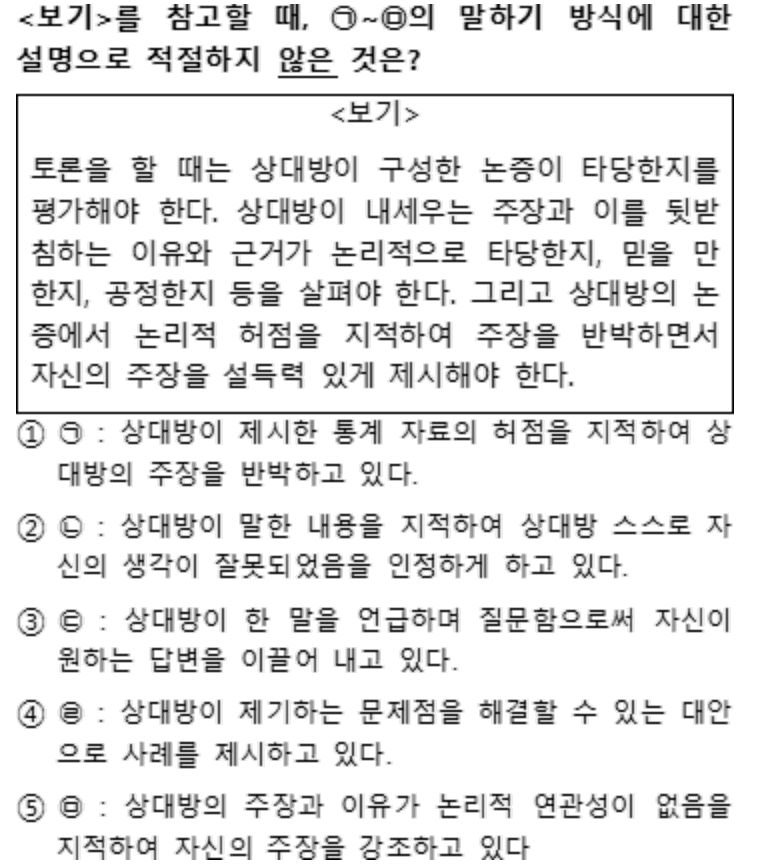 <보기>를 참고할 때, ㉠~㉤의 말하기 방식에 대한
설명으로 적절하지 않은 것은?
<보기>
토론을 할 때는 상대방이 구성한 논증이 타당한지를
평가해야 한다. 상대방이 내세우는 주장과 이를 뒷받
침하는 이유와 근거가 논리적으로 타당한지, 믿을 만
한지, 공정한지 등을 살펴야 한다. 그리고 상대방의 논
증에서 논리적 허점을 지적하여 주장을 반박하면서
자신의 주장을 설득력 있게 제시해야 한다.
① ㉠ : 상대방이 제시한 통계 자료의 허점을 지적하여 상
대방의 주장을 반박하고 있다.
② ㉡ : 상대방이 말한 내용을 지적하여 상대방 스스로 자
신의 생각이 잘못되었음을 인정하게 하고 있다.
③ ㉢ : 상대방이 한 말을 언급하며 질문함으로써 자신이
원하는 답변을 이끌어 내고 있다.
④ ㉣ : 상대방이 제기하는 문제점을 해결할 수 있는 대안
으로 사례를 제시하고 있다.
⑤ ㉤ : 상대방의 주장과 이유가 논리적 연관성이 없음을
지적하여 자신의 주장을 강조하고 있다